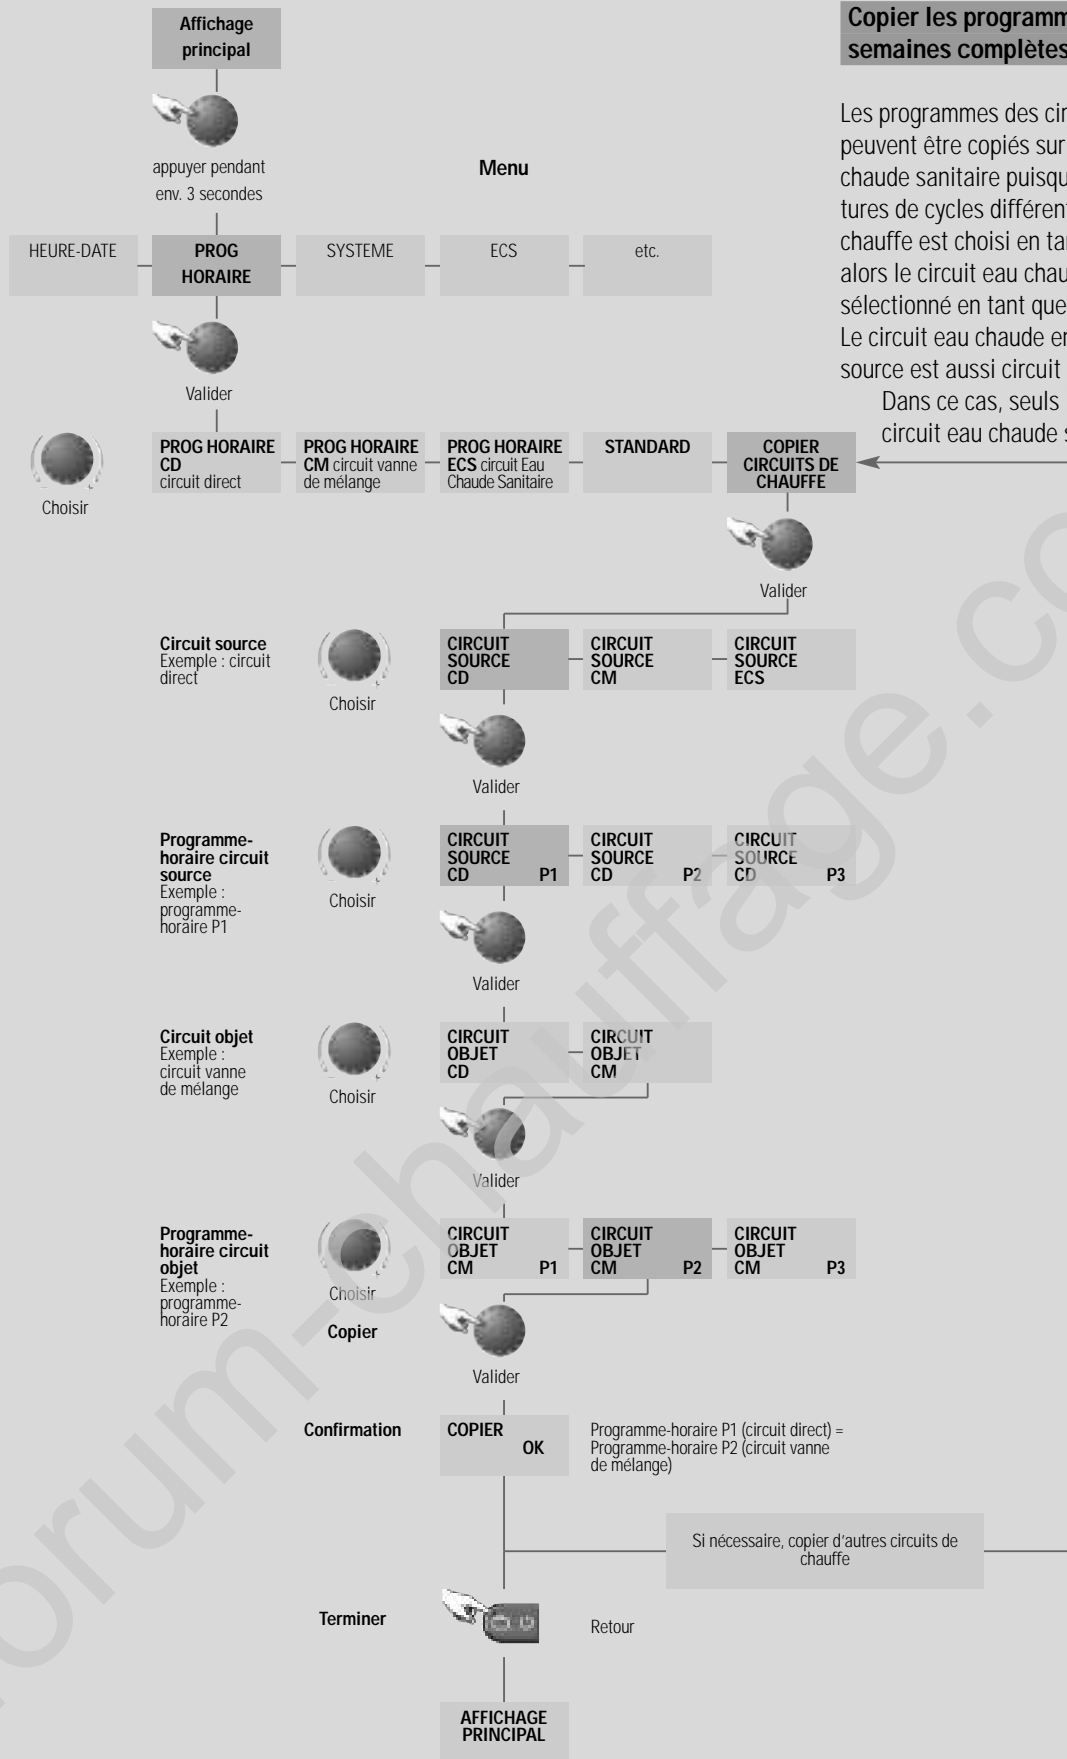 Affichage
principal
appuyer pendant
env. 3 secondes
Menu
HEURE-DATE
PROG
HORAIRE
SYSTEME
ECS
etc.
Valider
Choisir
PROG HORAIRE
CD
circuit direct
PROG HORAIRE
CM circuit vanne
de mélange
PROG HORAIRE
ECS circuit Eau
Chaude Sanitaire
STANDARD
COPIER
CIRCUITS DE
CHAUFFE
Valider
Circuit source
Exemple : circuit
direct
Choisir
CIRCUIT
SOURCE
CD
CIRCUIT
SOURCE
CM
CIRCUIT
SOURCE
ECS
Valider
Programme-
horaire circuit
source
Exemple :
programme-
horaire P1
Choisir
CIRCUIT
SOURCE
CD P1
CIRCUIT
SOURCE
CD P2
CIRCUIT
SOURCE
CD P3
Valider
Circuit objet
Exemple :
circuit vanne
de mélange
Choisir
CIRCUIT
OBJET
CD
CIRCUIT
OBJET
CM
Valider
Programme-
horaire circuit
objet
Exemple :
programme-
horaire P2
Choisir
Copier
CIRCUIT
OBJET
CM P1
CIRCUIT
OBJET
CM P2
CIRCUIT
OBJET
CM P3
Valider
Confirmation
COPIER
OK
Programme-horaire P1 (circuit direct) =
Programme-horaire P2 (circuit vanne
de mélange)
Si nécessaire, copier d'autres circuits de
chauffe
Terminer
Retour
AFFICHAGE
PRINCIPAL
Copier les programm
semaines complètes
Les programmes des cir
peuvent être copiés sur
chaude sanitaire puisqu
tures de cycles différent
chauffe est choisi en ta
alors le circuit eau chau
sélectionné en tant que
Le circuit eau chaude en
source est aussi circuit
Dans ce cas, seuls
circuit eau chaude s
forum-chauffage.co